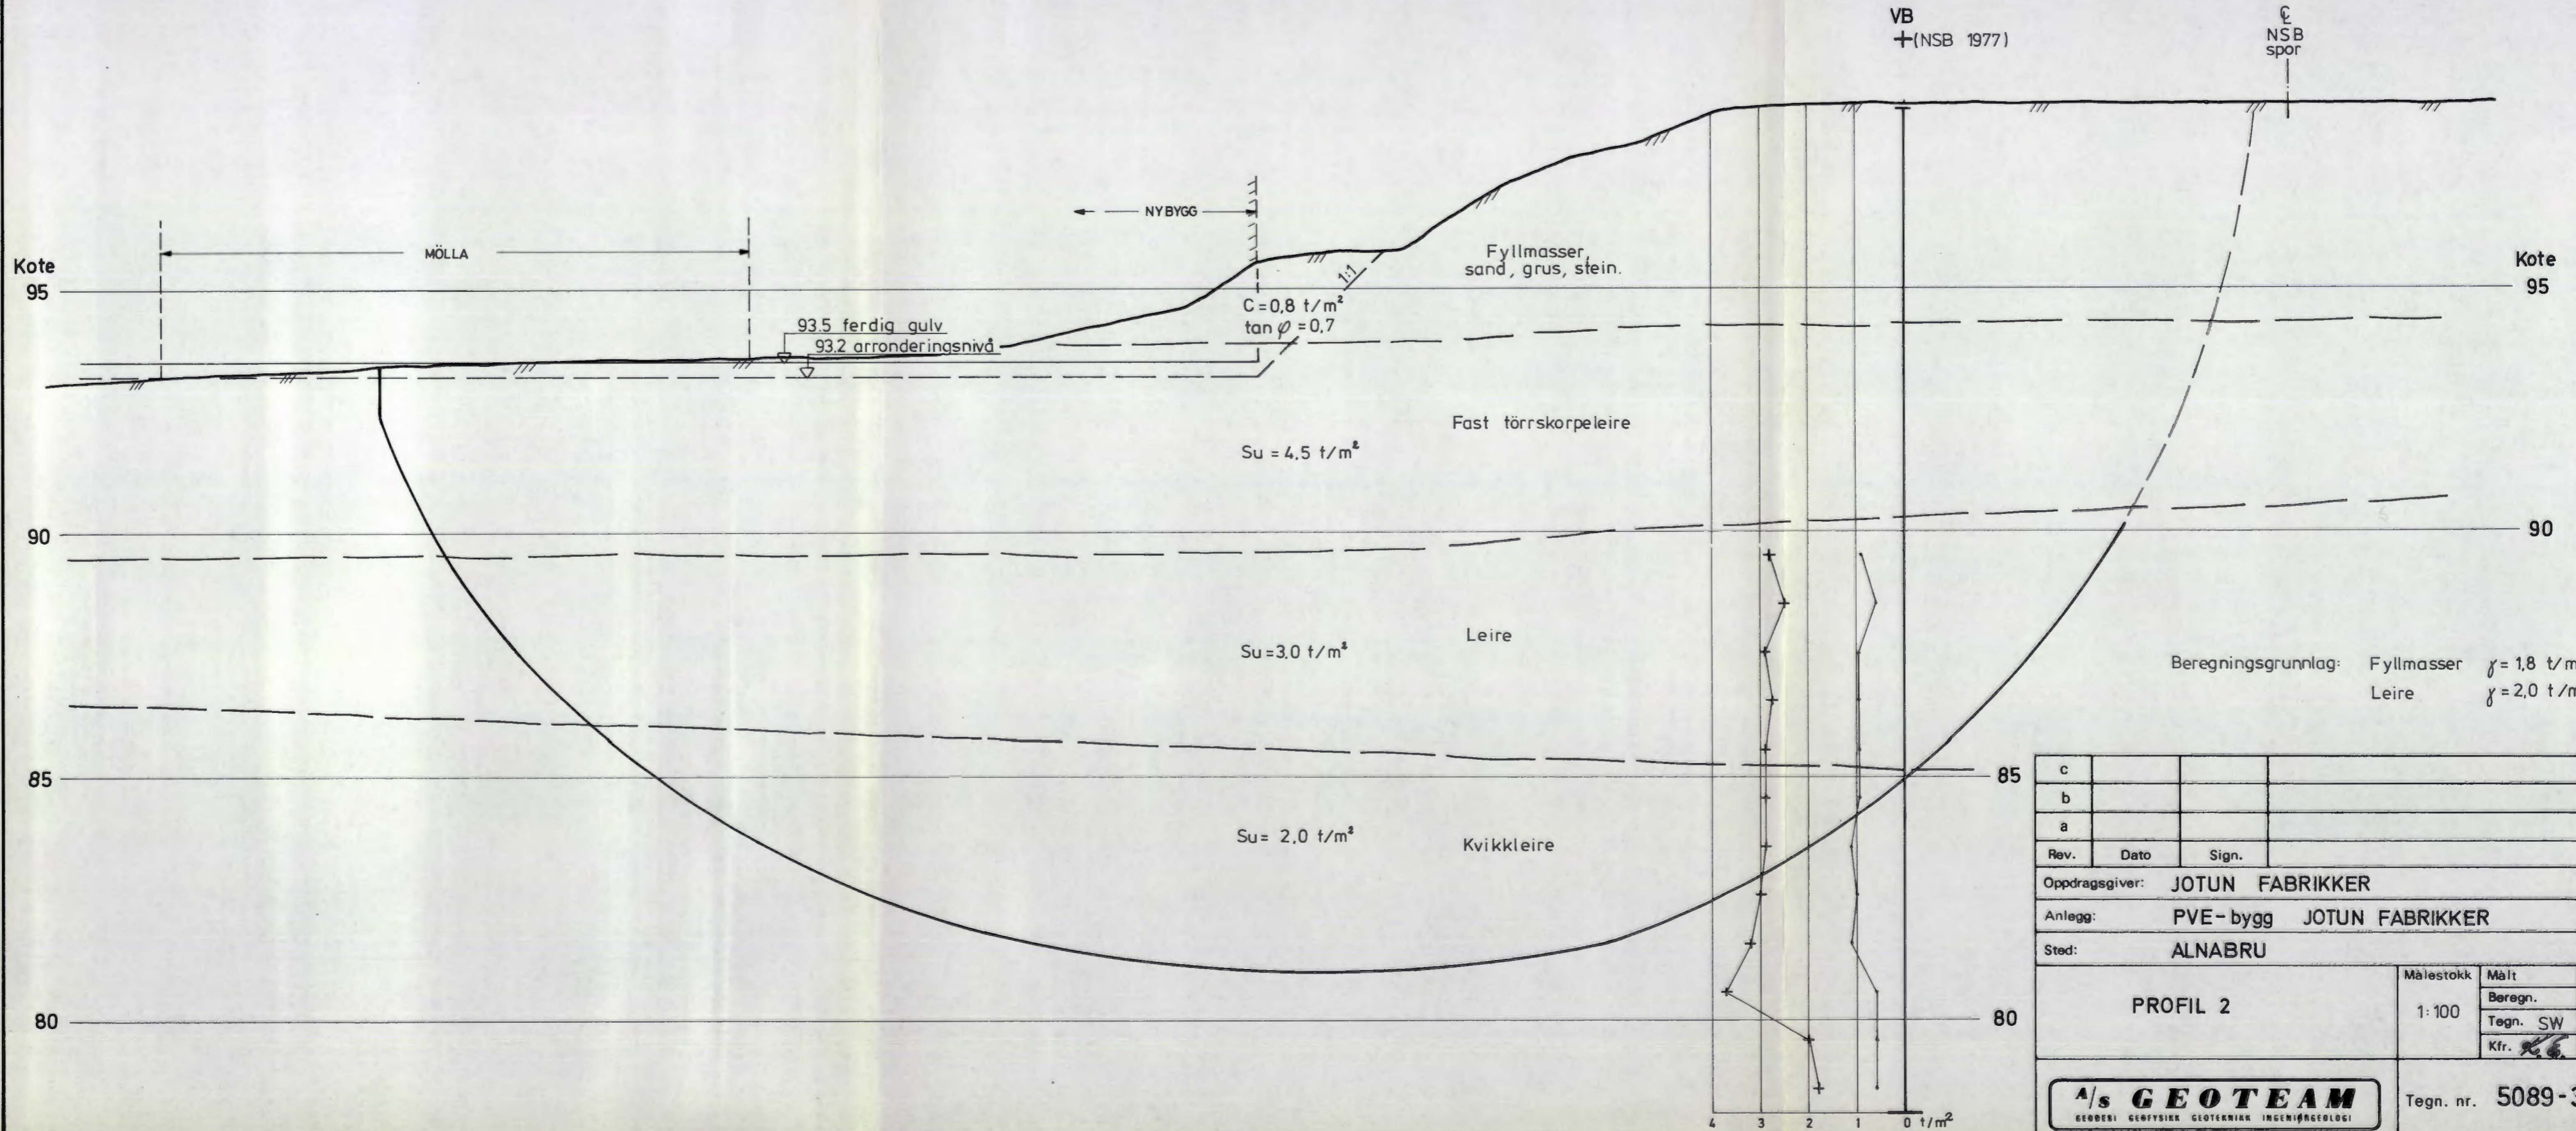 VB
+(NSB 1977)
℄
NSB
spor
NYBYGG
MÖLLA
Kote
95
Fyllmasser,
sand, grus, stein.
1:1
Kote
95
C=0,8 t/m²
tan φ = 0,7
93.5 ferdig gulv
93.2 arronderingsnivå
Fast törrskorpeleire
Su = 4,5 t/m²
90
90
Leire
Su=3,0 t/m²
Beregningsgrunnlag: Fyllmasser γ = 1,8 t/m
Leire γ = 2,0 t/m
85
85
Su= 2,0 t/m²
Kvikkleire
80
80
4 3 2 1 0 t/m²
c
b
a
Rev. Dato Sign.
Oppdragsgiver: JOTUN FABRIKKER
Anlegg: PVE-bygg JOTUN FABRIKKER
Sted: ALNABRU
PROFIL 2
Målestokk
1:100
Målt
Beregn.
Tegn. SW
Kfr.
A/s GEOTEAM
GEODESI GEOFYSIKK GEOTEKNIKK INGENIØRGEOLOGI
Tegn. nr. 5089-3